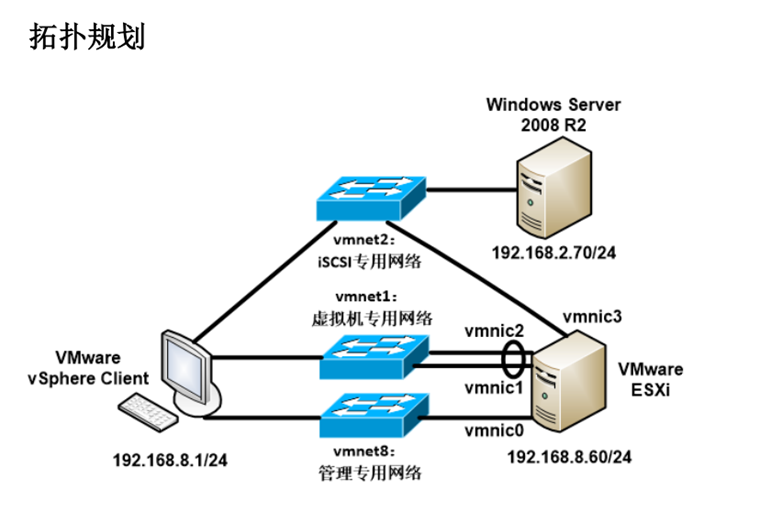 拓扑规划
Windows Server
2008 R2
192.168.2.70/24
vmnet2:
iSCSI专用网络
vmnet1:
虚拟机专用网络
vmnic3
vmnic2
VMware
vSphere Client
VMware
ESXi
vmnic1
vmnic0
192.168.8.1/24
vmnet8:
管理专用网络
192.168.8.60/24